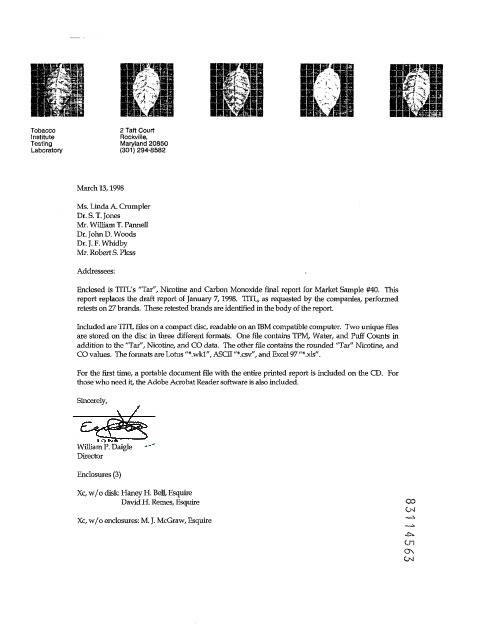 Tobacco
Institute
Testing
Laboratory
2 Taft Court
Rockville,
Maryland 20850
(301) 294-8582
March 13, 1998
Ms. Linda A. Crumpler
Dr. S. T. Jones
Mr. William T. Pannell
Dr. John D. Woods
Dr. J. F. Whidby
Mr. Robert S. Pless
Addressees:
Enclosed is TITL's "Tar", Nicotine and Carbon Monoxide final report for Market Sample #40. This
report replaces the draft report of January 7, 1998. TITL, as requested by the companies, performed
retests on 27 brands. These retested brands are identified in the body of the report.
Included are TITL files on a compact disc, readable on an IBM compatible computer. Two unique files
are stored on the disc in three different formats. One file contains TPM, Water, and Puff Counts in
addition to the "Tar", Nicotine, and CO data. The other file contains the rounded "Tar" Nicotine, and
CO values. The formats are Lotus "*.wk1", ASCII "*.csv", and Excel 97 "*.xls".
For the first time, a portable document file with the entire printed report is included on the CD. For
those who need it, the Adobe Acrobat Reader software is also included.
Sincerely,
William P. Daigle
Director
Enclosures (3)
Xc, w/o disk: Haney H. Bell, Esquire
David H. Remes, Esquire
Xc, w/o enclosures: M. J. McGraw, Esquire
83114563